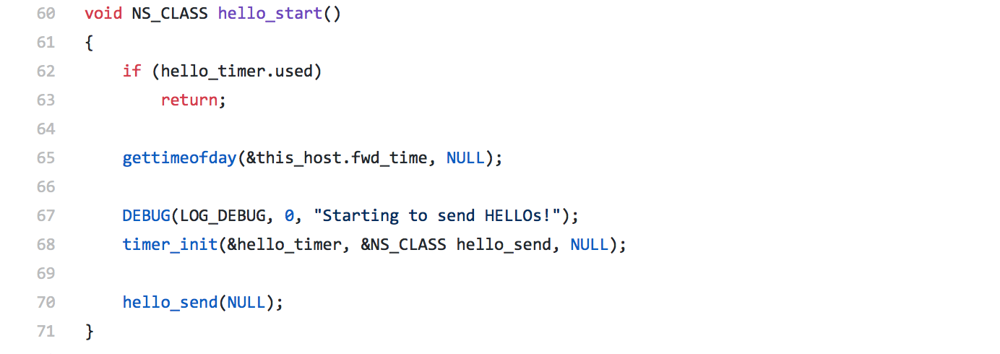 60 void NS_CLASS hello_start()
61 {
62     if (hello_timer.used)
63         return;
64
65     gettimeofday(&this_host.fwd_time, NULL);
66
67     DEBUG(LOG_DEBUG, 0, "Starting to send HELLOs!");
68     timer_init(&hello_timer, &NS_CLASS hello_send, NULL);
69
70     hello_send(NULL);
71 }